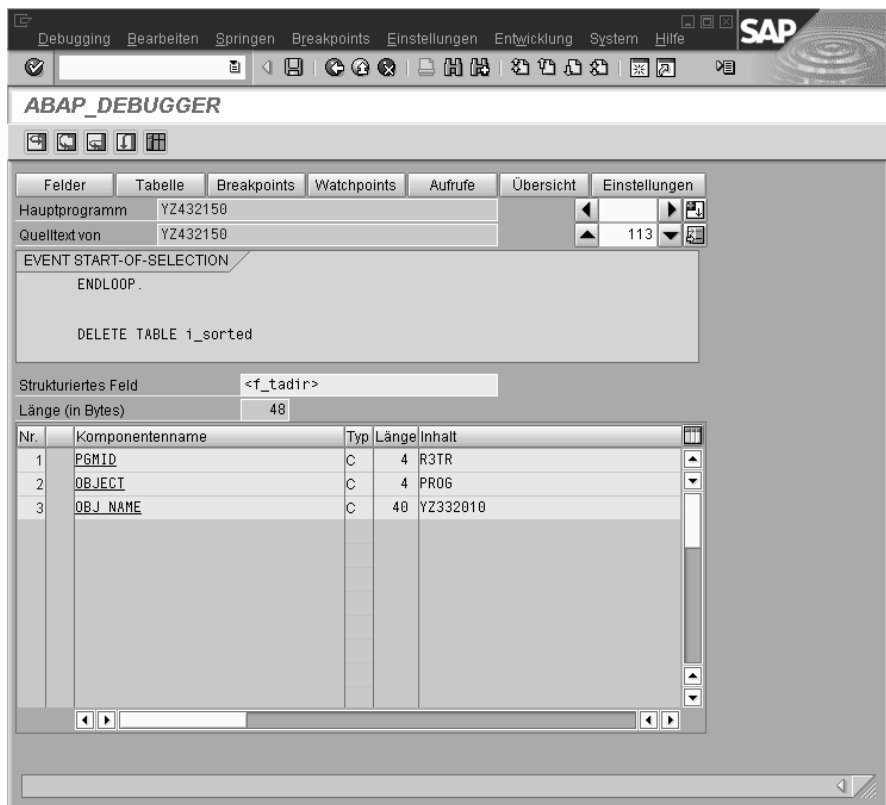 Debugging Bearbeiten Springen Breakpoints Einstellungen Entwicklung System Hilfe
SAP
ABAP_DEBUGGER
Felder Tabelle Breakpoints Watchpoints Aufrufe Übersicht Einstellungen
Hauptprogramm YZ432150
Quelltext von YZ432150 113
EVENT START-OF-SELECTION
ENDLOOP.
DELETE TABLE i_sorted
Strukturiertes Feld <f_tadir>
Länge (in Bytes) 48
Nr. Komponentenname Typ Länge Inhalt
1 PGMID C 4 R3TR
2 OBJECT C 4 PROG
3 OBJ_NAME C 40 YZ332010